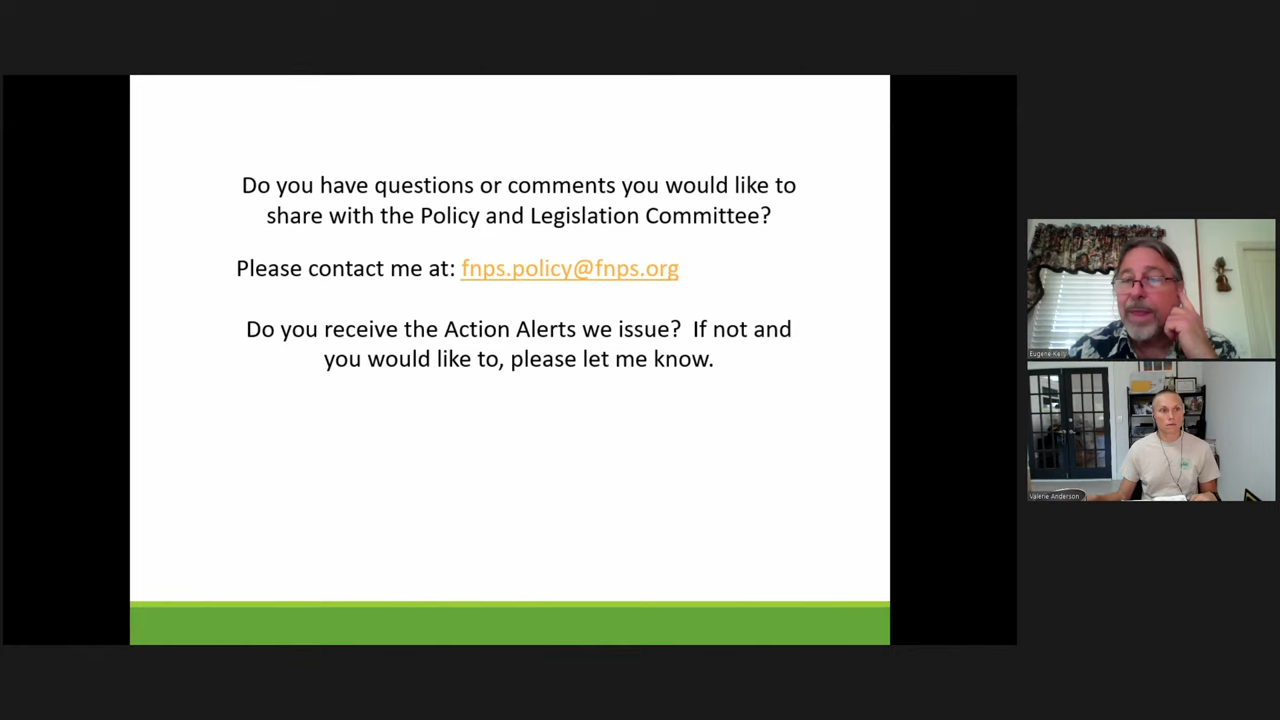 Do you have questions or comments you would like to
share with the Policy and Legislation Committee?
Please contact me at: fnps.policy@fnps.org
Do you receive the Action Alerts we issue?  If not and
you would like to, please let me know.
Eugene Kelly
Valerie Anderson